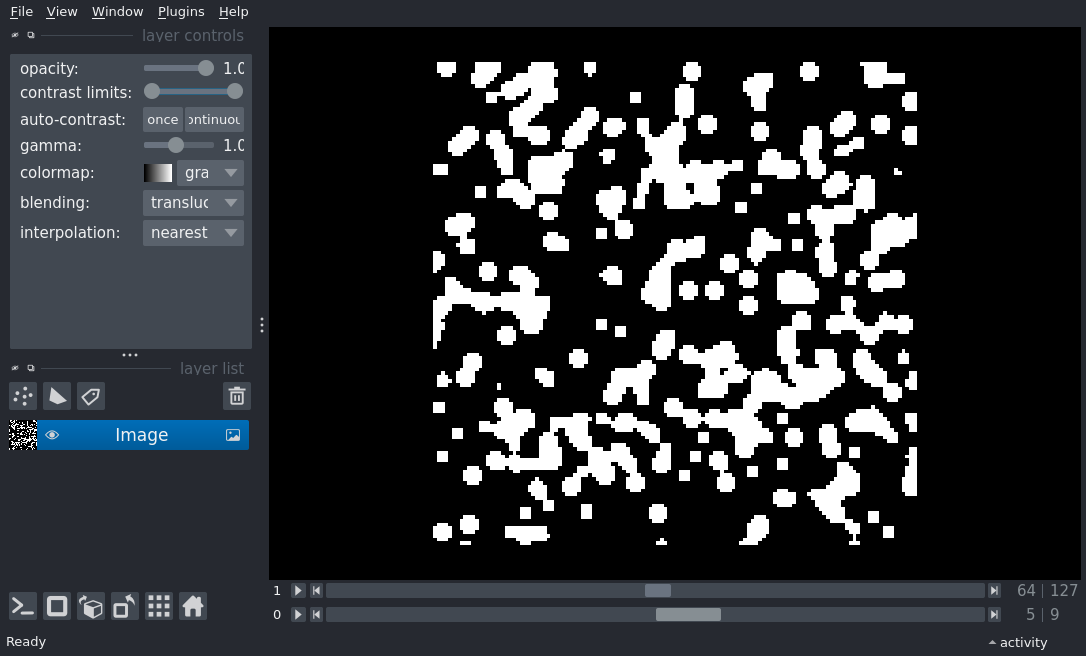 File View Window Plugins Help
layer controls
opacity: 1.0
contrast limits:
auto-contrast: once ontinuou
gamma: 1.0
colormap: gra
blending: transluc
interpolation: nearest
layer list
Image
1 64 127
0 5 9
Ready activity